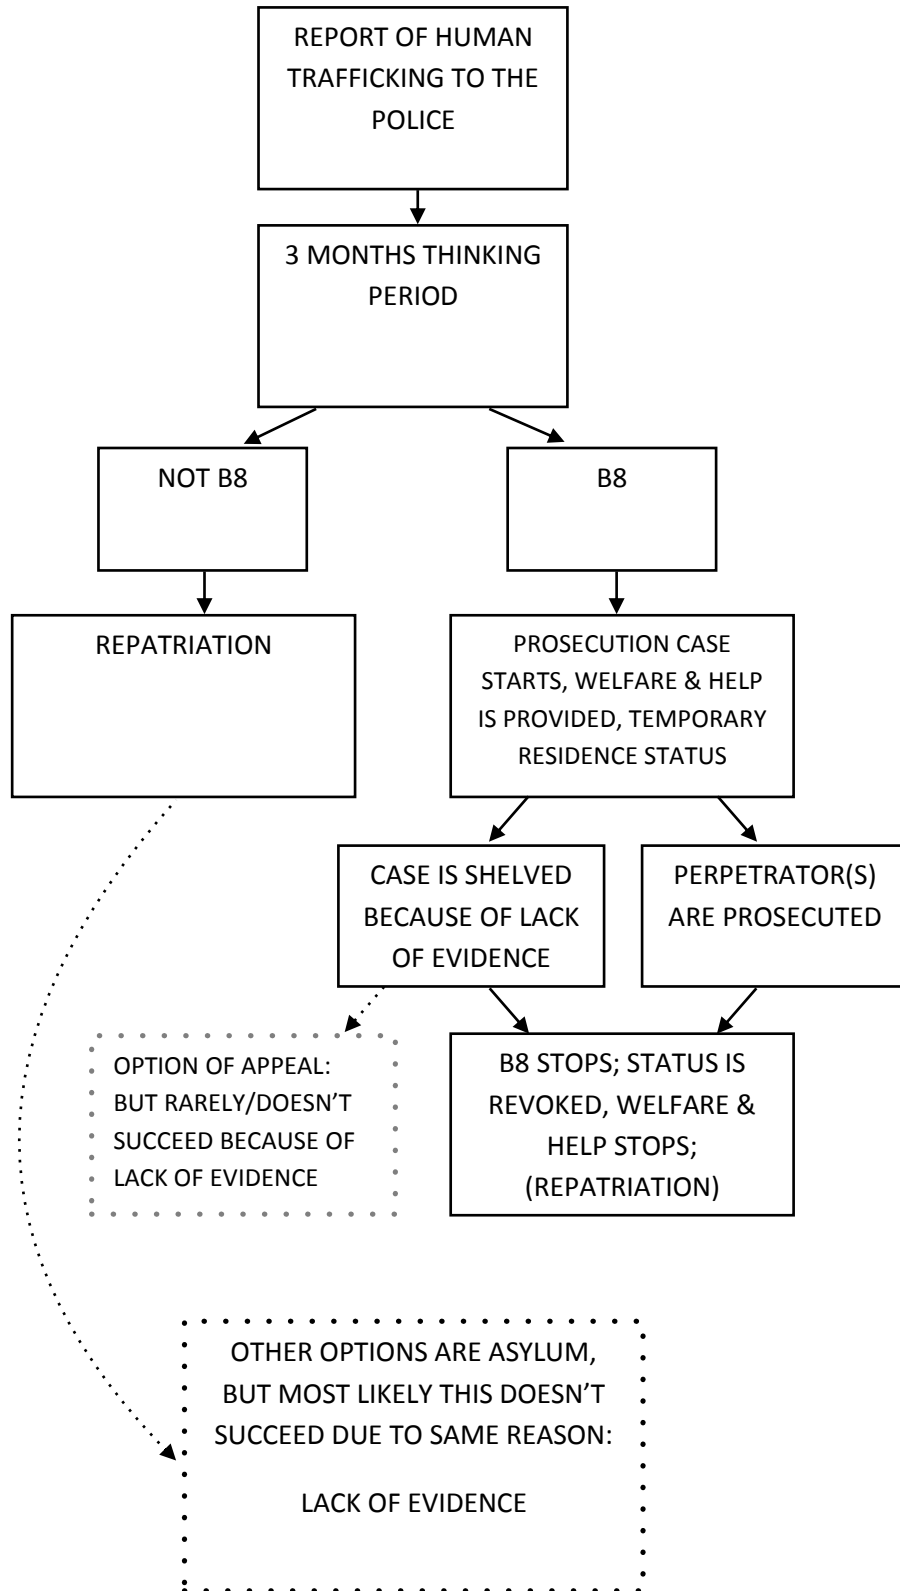 REPORT OF HUMAN
TRAFFICKING TO THE
POLICE
3 MONTHS THINKING
PERIOD
NOT B8
B8
REPATRIATION
PROSECUTION CASE
STARTS, WELFARE & HELP
IS PROVIDED, TEMPORARY
RESIDENCE STATUS
CASE IS SHELVED
BECAUSE OF LACK
OF EVIDENCE
PERPETRATOR(S)
ARE PROSECUTED
OPTION OF APPEAL:
BUT RARELY/DOESN'T
SUCCEED BECAUSE OF
LACK OF EVIDENCE
B8 STOPS; STATUS IS
REVOKED, WELFARE &
HELP STOPS;
(REPATRIATION)
OTHER OPTIONS ARE ASYLUM,
BUT MOST LIKELY THIS DOESN'T
SUCCEED DUE TO SAME REASON:
LACK OF EVIDENCE